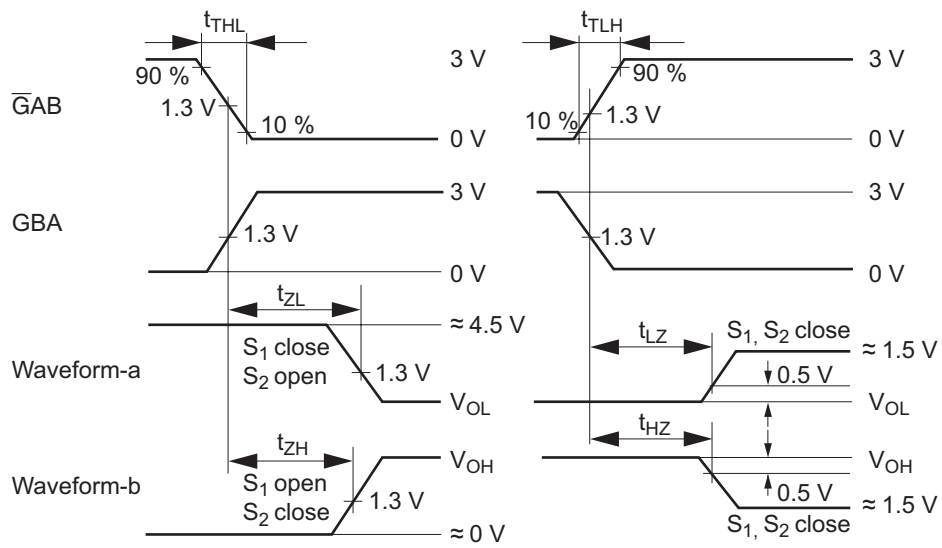 tTHL
tTLH
3 V
3 V
90 %
90 %
G̅AB
1.3 V
1.3 V
10 %
10 %
0 V
0 V
3 V
3 V
GBA
1.3 V
1.3 V
0 V
0 V
tZL
≈ 4.5 V
S1 close
S2 open
tLZ
S1, S2 close
≈ 1.5 V
Waveform-a
1.3 V
0.5 V
VOL
VOL
tZH
tHZ
VOH
VOH
S1 open
S2 close
Waveform-b
1.3 V
0.5 V
≈ 1.5 V
≈ 0 V
S1, S2 close